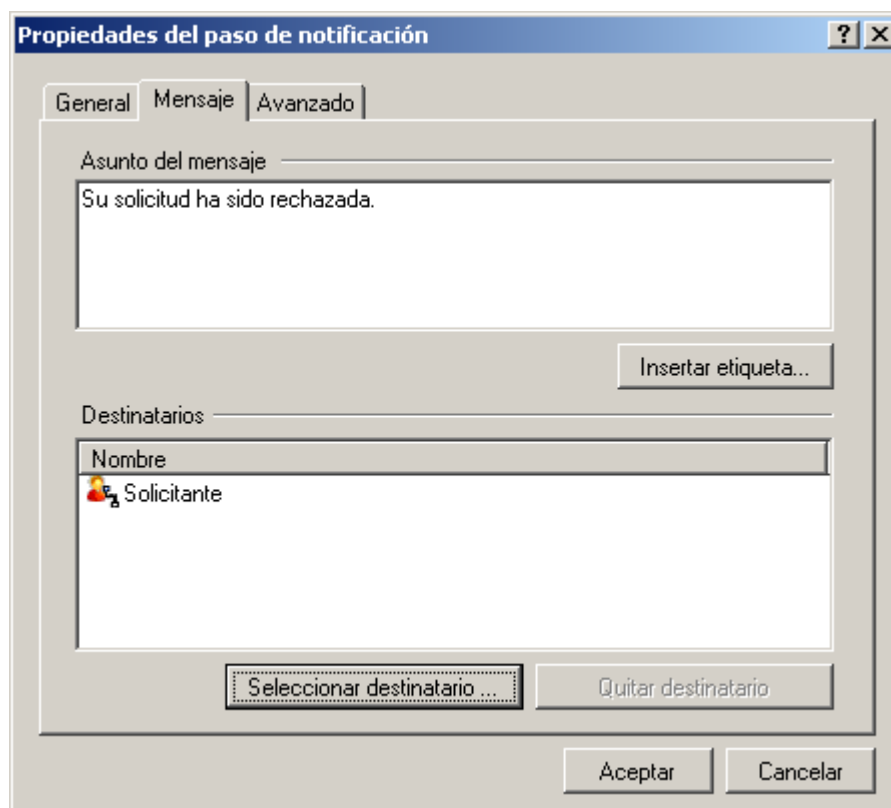 Propiedades del paso de notificación
General Mensaje Avanzado
Asunto del mensaje
Su solicitud ha sido rechazada.
Insertar etiqueta...
Destinatarios
Nombre
Solicitante
Seleccionar destinatario ... Quitar destinatario
Aceptar Cancelar